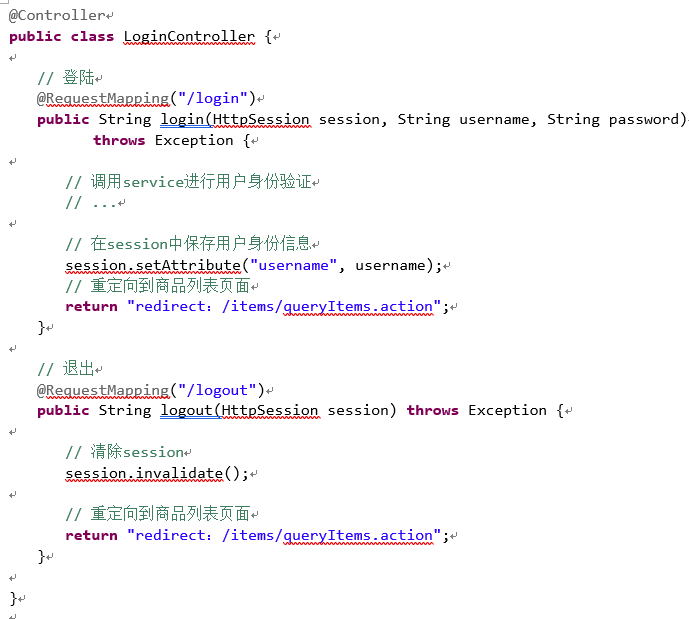 @Controller
public class LoginController {
// 登陆
@RequestMapping("/login")
public String login(HttpSession session, String username, String password)
throws Exception {
// 调用service进行用户身份验证
// ...
// 在session中保存用户身份信息
session.setAttribute("username", username);
// 重定向到商品列表页面
return "redirect：/items/queryItems.action";
}
// 退出
@RequestMapping("/logout")
public String logout(HttpSession session) throws Exception {
// 清除session
session.invalidate();
// 重定向到商品列表页面
return "redirect：/items/queryItems.action";
}
}